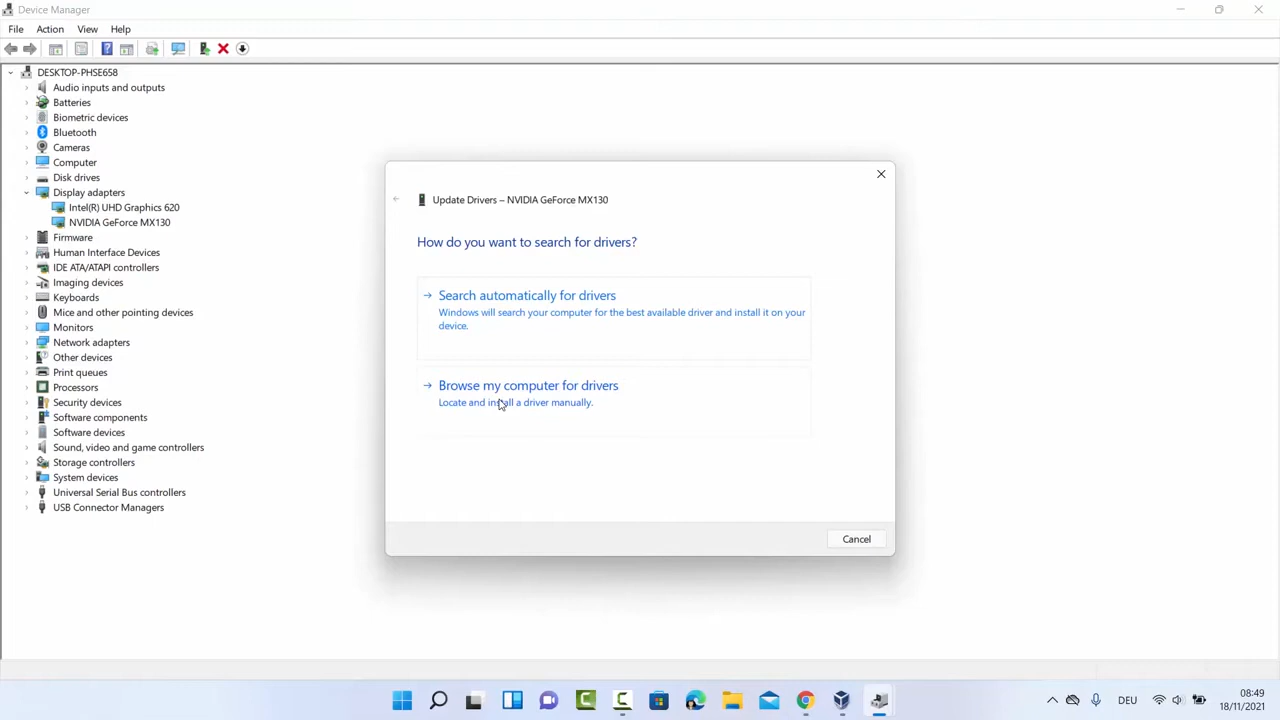 Device Manager
File Action View Help
DESKTOP-PHSE658
Audio inputs and outputs
Batteries
Biometric devices
Bluetooth
Cameras
Computer
Disk drives
Display adapters
Intel(R) UHD Graphics 620
NVIDIA GeForce MX130
Firmware
Human Interface Devices
IDE ATA/ATAPI controllers
Imaging devices
Keyboards
Mice and other pointing devices
Monitors
Network adapters
Other devices
Print queues
Processors
Security devices
Software components
Software devices
Sound, video and game controllers
Storage controllers
System devices
Universal Serial Bus controllers
USB Connector Managers
Update Drivers – NVIDIA GeForce MX130
How do you want to search for drivers?
Search automatically for drivers
Windows will search your computer for the best available driver and install it on your
device.
Browse my computer for drivers
Locate and install a driver manually.
Cancel
DEU
08:49
18/11/2021